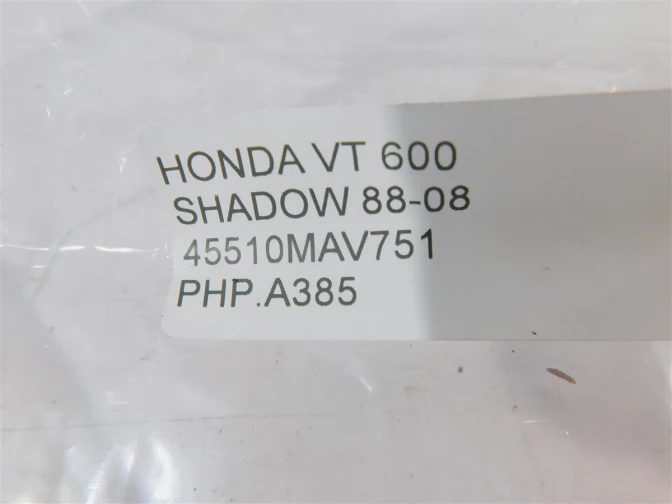 HONDA VT 600
SHADOW 88-08
45510MAV751
PHP.A385